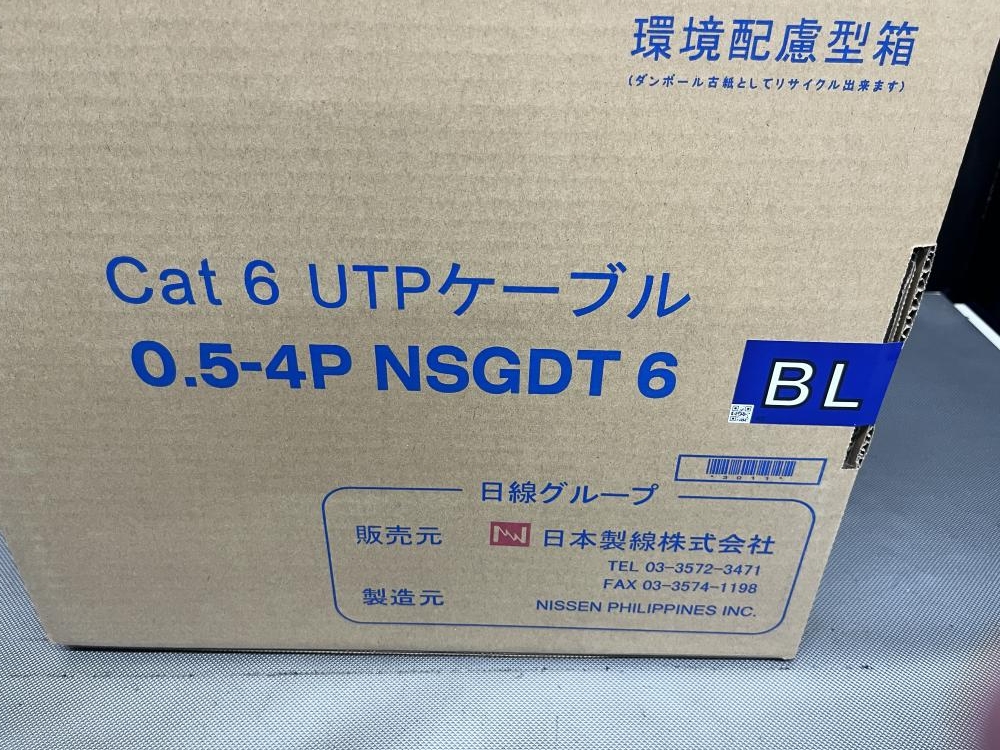 環境配慮型箱
(ダンボール古紙としてリサイクル出来ます)
Cat 6 UTPケーブル
0.5-4P NSGDT 6
BL
*3011*
日線グループ
販売元 日本製線株式会社
TEL 03-3572-3471
FAX 03-3574-1198
製造元 NISSEN PHILIPPINES INC.